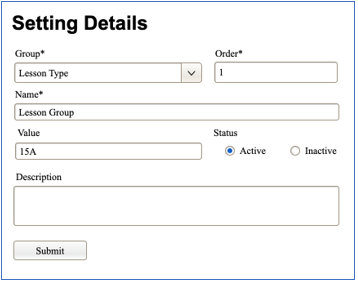 Setting Details
Group* Order*
Lesson Type 1
Name*
Lesson Group
Value Status
15A Active Inactive
Description
Submit